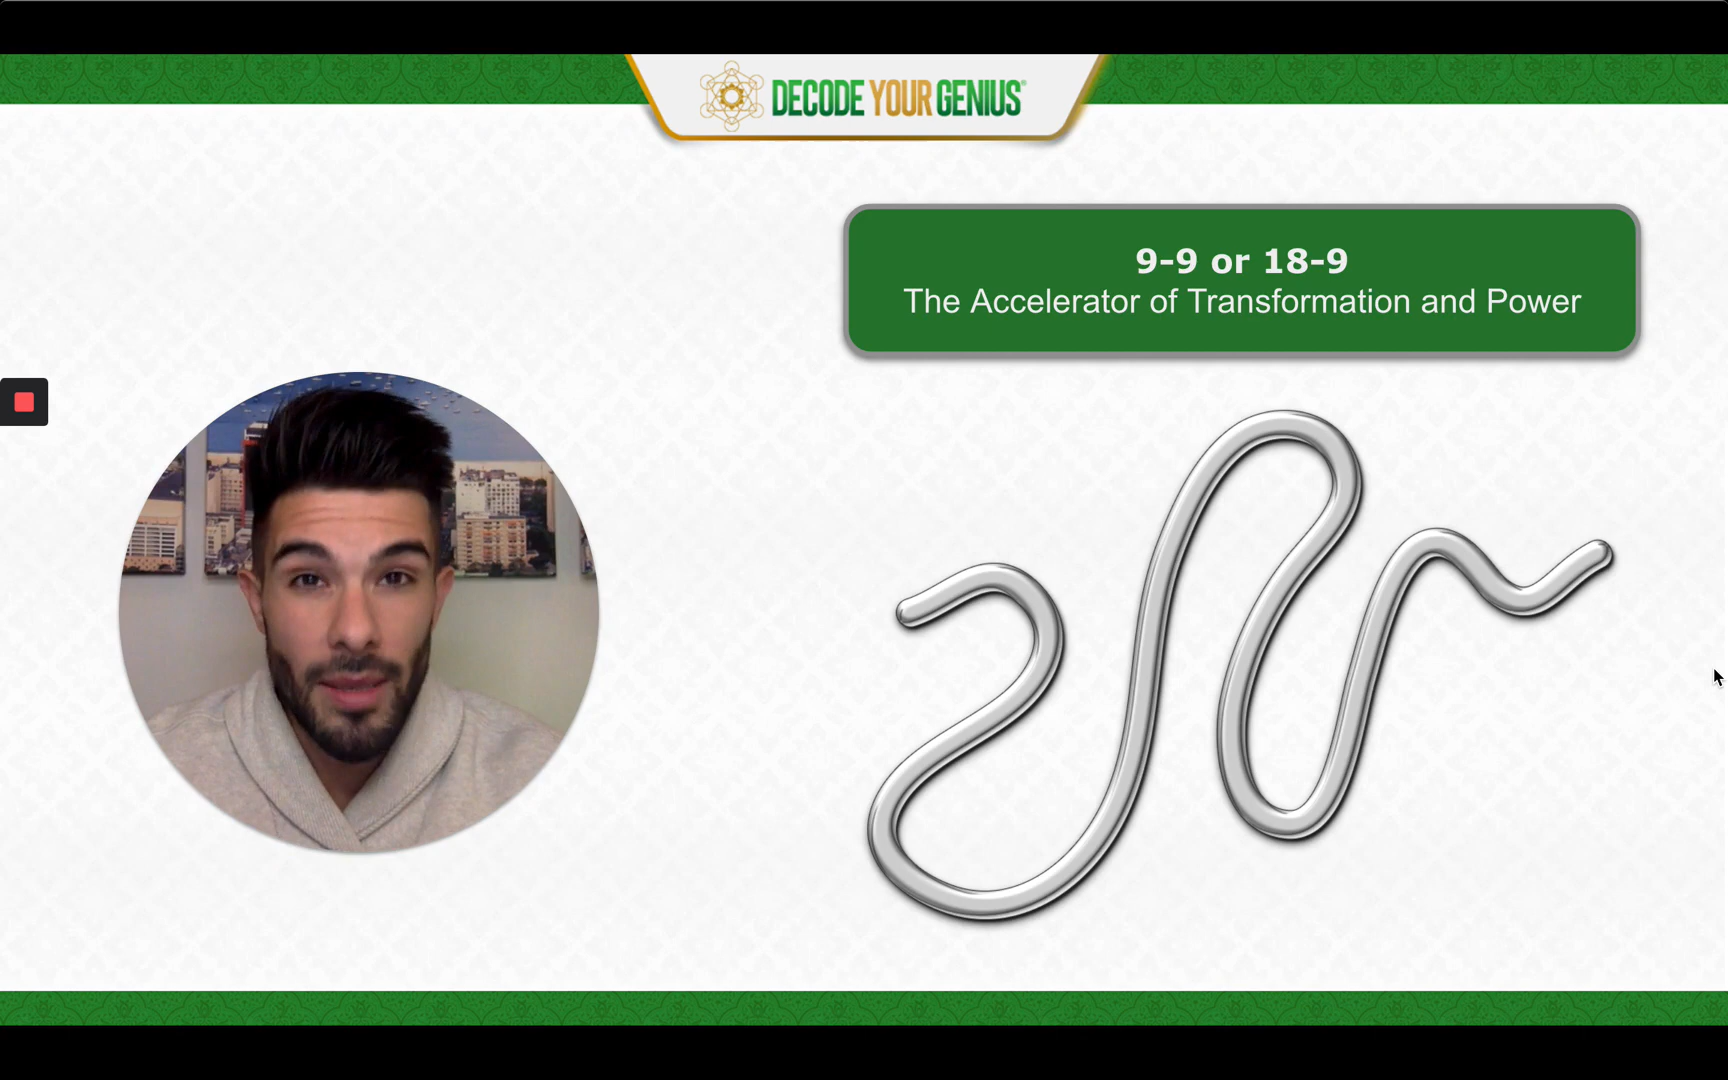 DECODE YOUR GENIUS®
9-9 or 18-9
The Accelerator of Transformation and Power